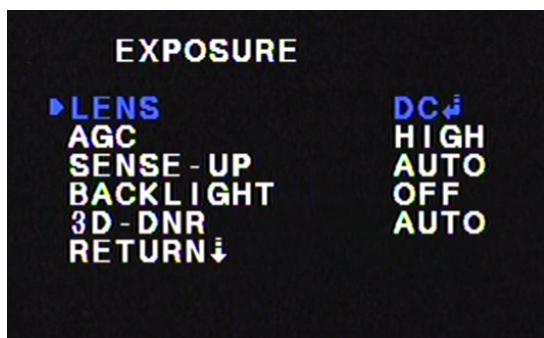 EXPOSURE
LENS DC↲
AGC HIGH
SENSE-UP AUTO
BACKLIGHT OFF
3D-DNR AUTO
RETURN↓